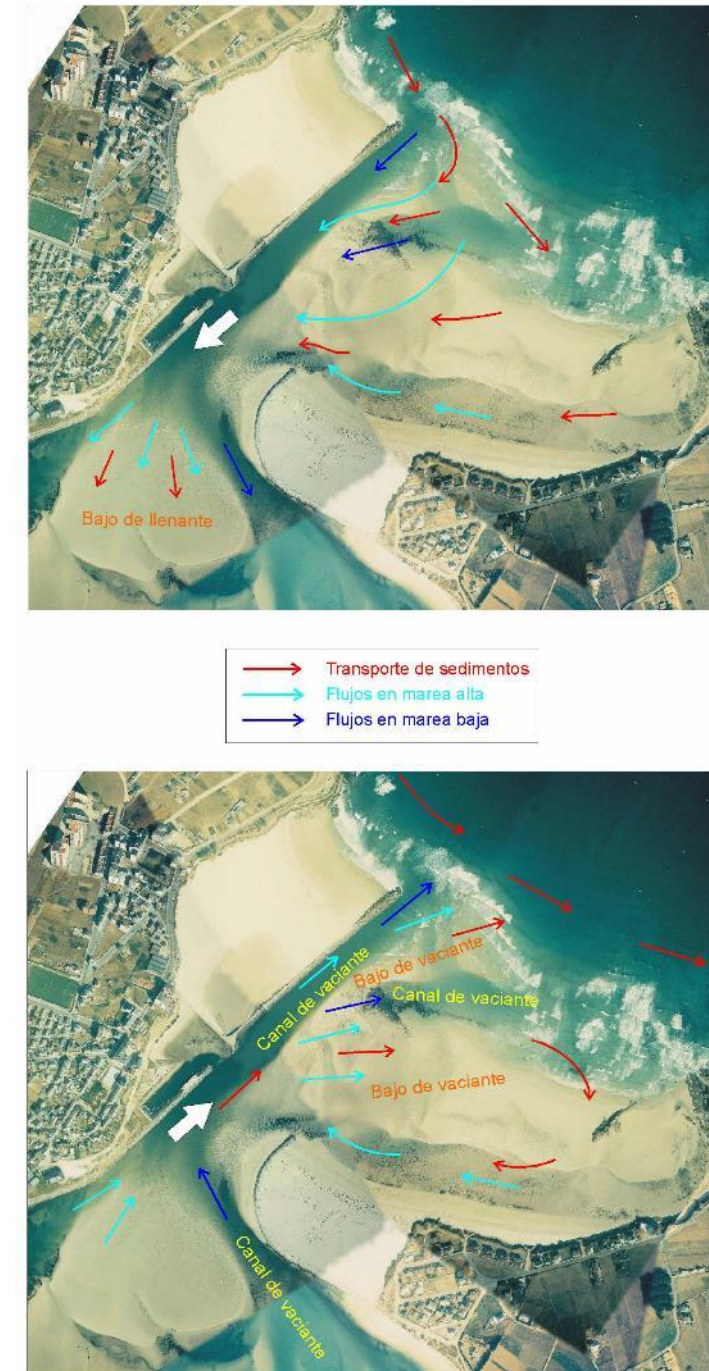 Bajo de llenante
Transporte de sedimentos
Flujos en marea alta
Flujos en marea baja
Canal de vaciante
Bajo de vaciante
Canal de vaciante
Bajo de vaciante
Canal de vaciante